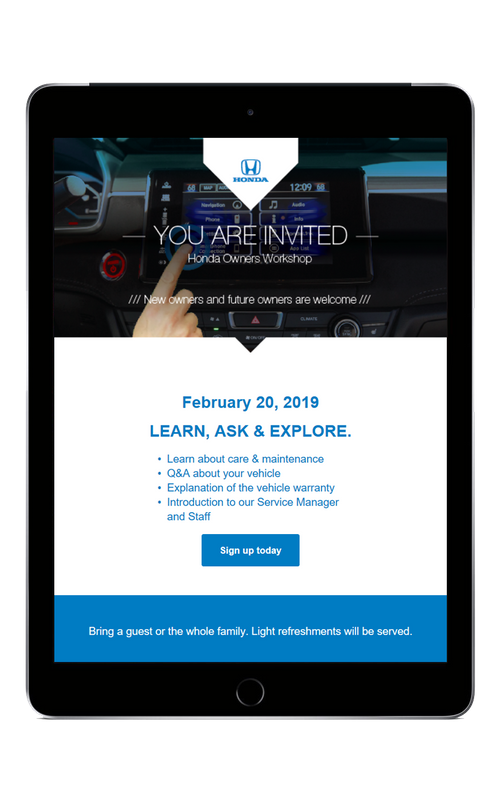 HONDA
68
MAP
12:09
68
Navigation
Audio
Phone
Info
YOU ARE INVITED
Honda Owners Workshop
/// New owners and future owners are welcome ///
CLIMATE
February 20, 2019
LEARN, ASK & EXPLORE.
• Learn about care & maintenance
• Q&A about your vehicle
• Explanation of the vehicle warranty
• Introduction to our Service Manager
and Staff
Sign up today
Bring a guest or the whole family. Light refreshments will be served.